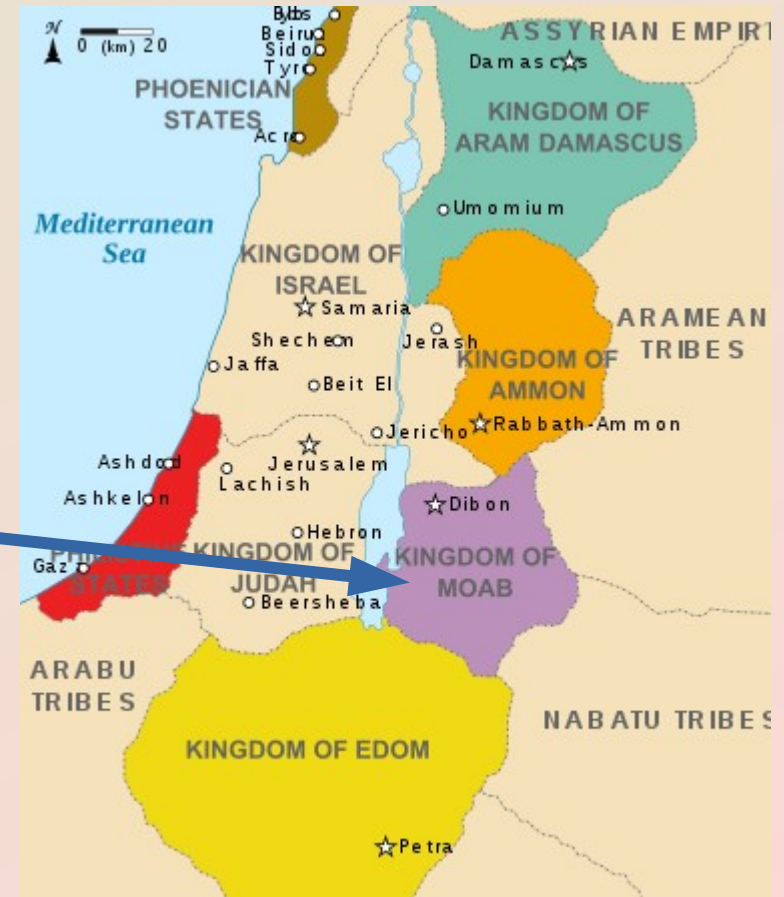 Byblos
Beirut
Sidon
Tyre
N
0 (km) 20
ASSYRIAN EMPIRE
Damascus
PHOENICIAN
STATES
KINGDOM OF
ARAM DAMASCUS
Acre
Umomium
Mediterranean
Sea
KINGDOM OF
ISRAEL
Samaria
ARAMEAN
TRIBES
Shechem
Jerash
Jaffa
KINGDOM OF
AMMON
Beit El
Rabbath-Ammon
Jericho
Jerusalem
Ashdod
Lachish
Ashkelon
Dibon
Hebron
PHILISTINE
STATES
KINGDOM OF
JUDAH
KINGDOM OF
MOAB
Gaza
Beersheba
ARABU
TRIBES
NABATU TRIBES
KINGDOM OF EDOM
Petra